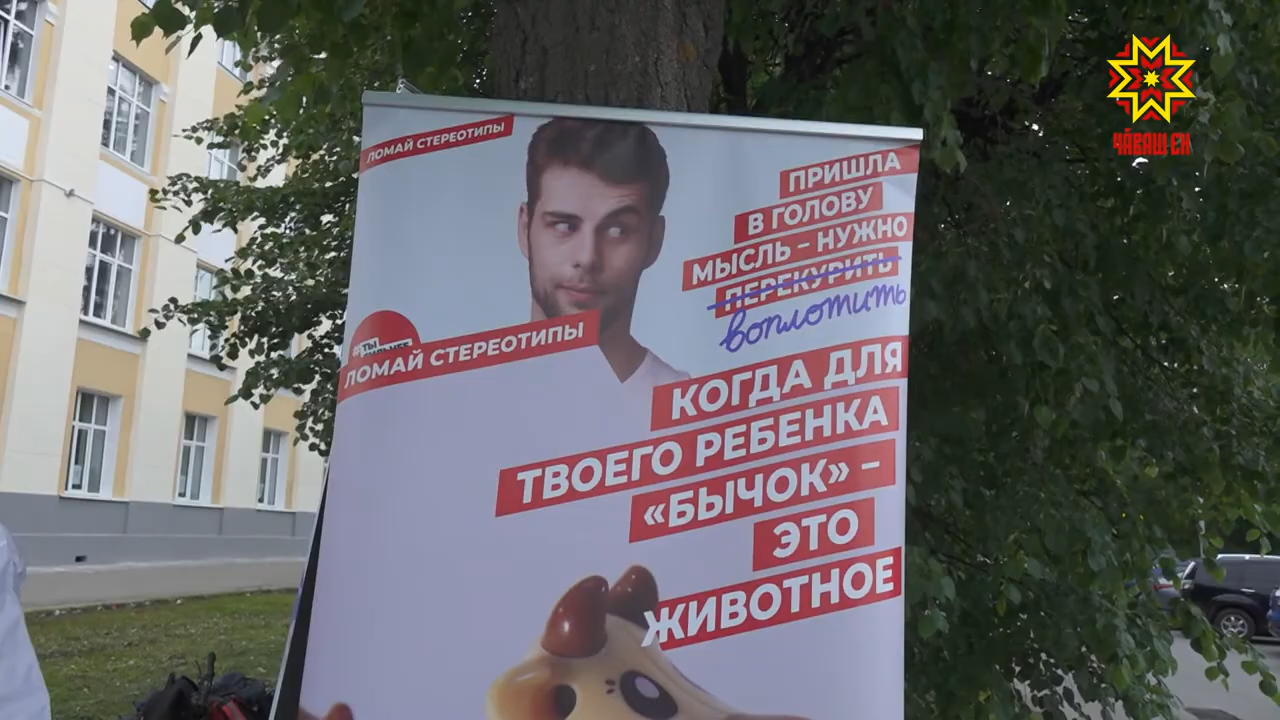 ЧӐВАШ ЕН
ЛОМАЙ СТЕРЕОТИПЫ
ПРИШЛА
В ГОЛОВУ
МЫСЛЬ – НУЖНО
ПЕРЕКУРИТЬ
воплотить
#ТЫ
ЛОМАЙ СТЕРЕОТИПЫ
КОГДА ДЛЯ
ТВОЕГО РЕБЕНКА
«БЫЧОК» –
ЭТО
ЖИВОТНОЕ